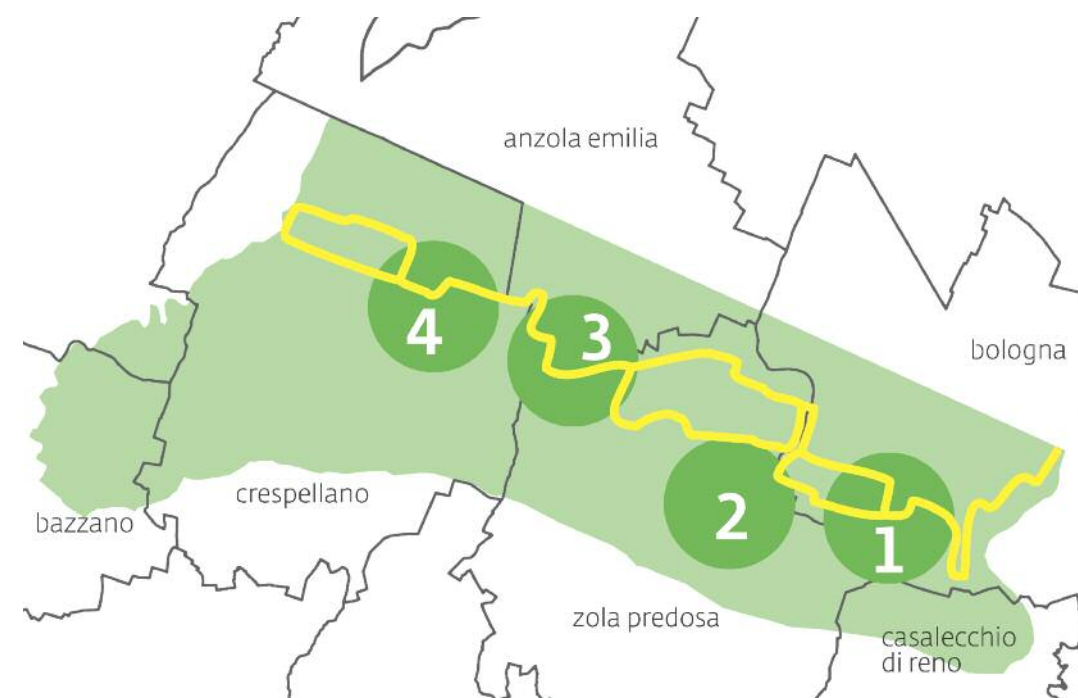 anzola emilia
bologna
4
3
2
1
crespellano
bazzano
zola predosa
casalecchio
di reno